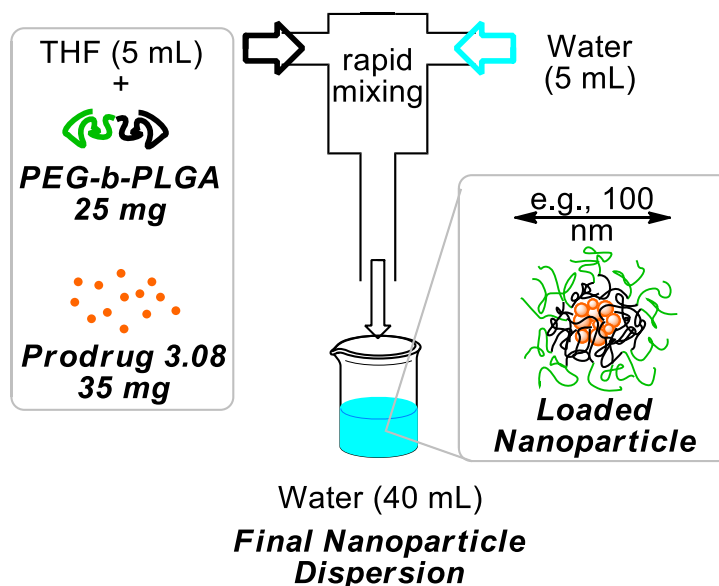 THF (5 mL)
+
PEG-b-PLGA
25 mg
Prodrug 3.08
35 mg
rapid
mixing
Water
(5 mL)
e.g., 100
nm
Loaded
Nanoparticle
Water (40 mL)
Final Nanoparticle
Dispersion